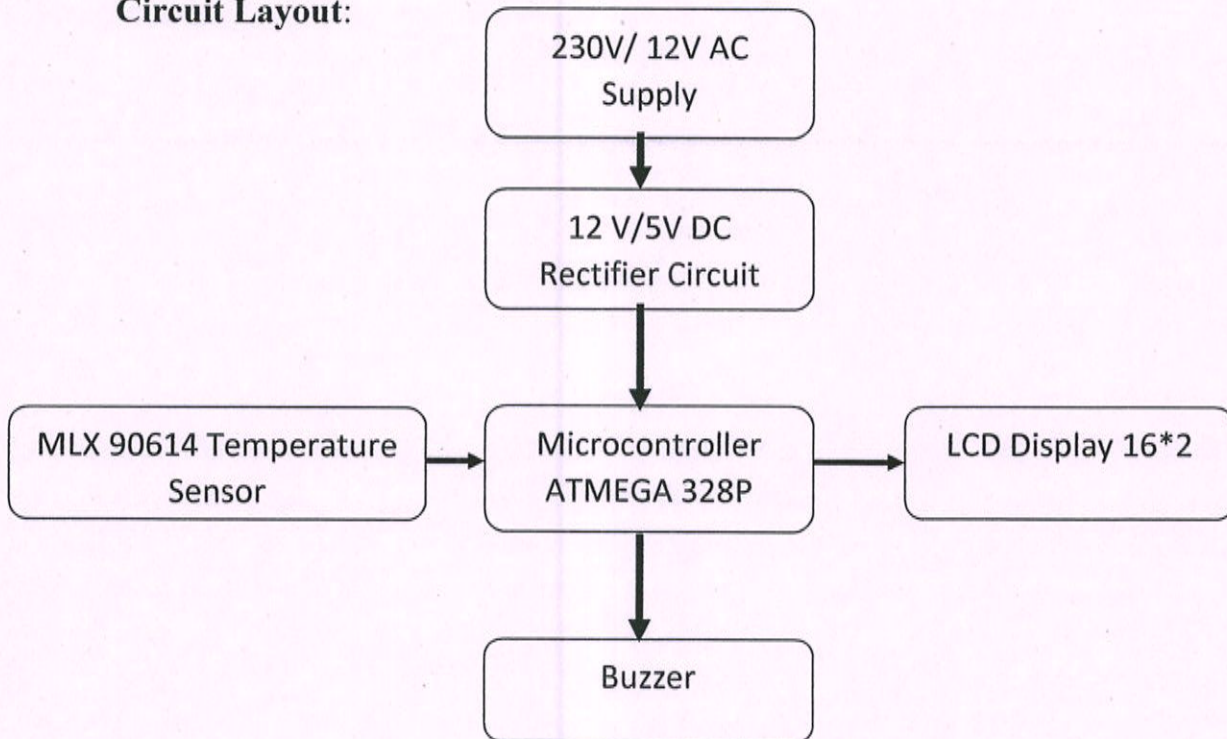 Circuit Layout:
230V/ 12V AC
Supply
12 V/5V DC
Rectifier Circuit
MLX 90614 Temperature
Sensor
Microcontroller
ATMEGA 328P
LCD Display 16*2
Buzzer